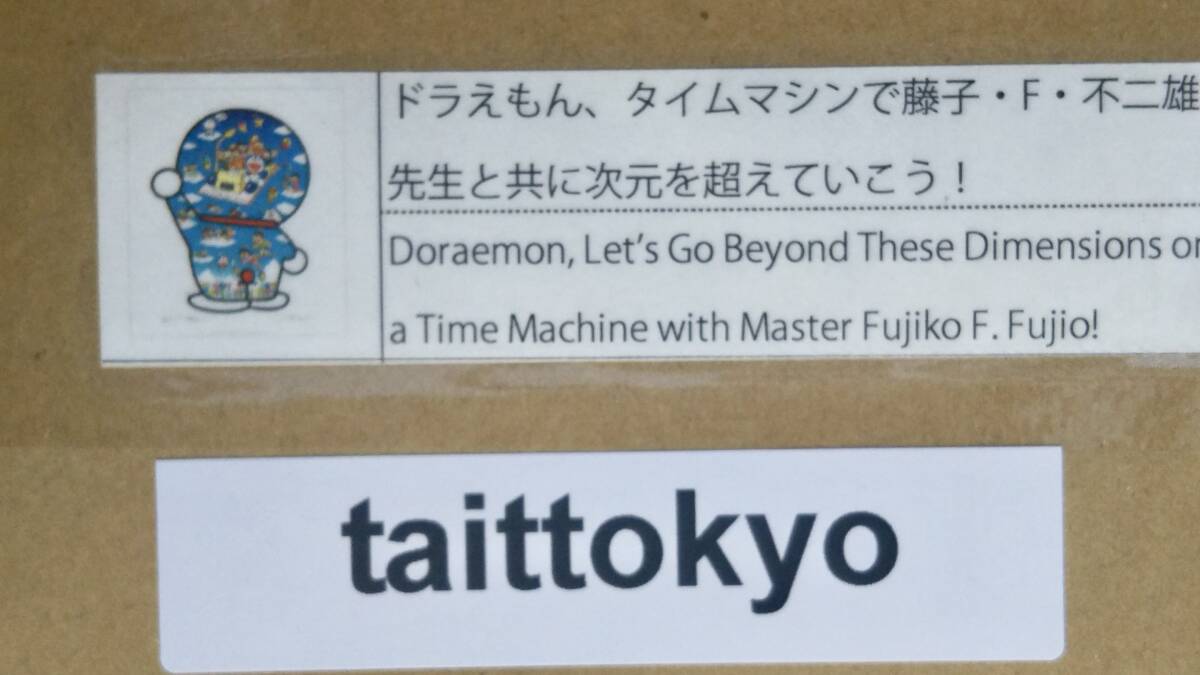 ドラえもん、タイムマシンで藤子・F・不二雄
先生と共に次元を超えていこう！
Doraemon, Let's Go Beyond These Dimensions on
a Time Machine with Master Fujiko F. Fujio!
taittokyo